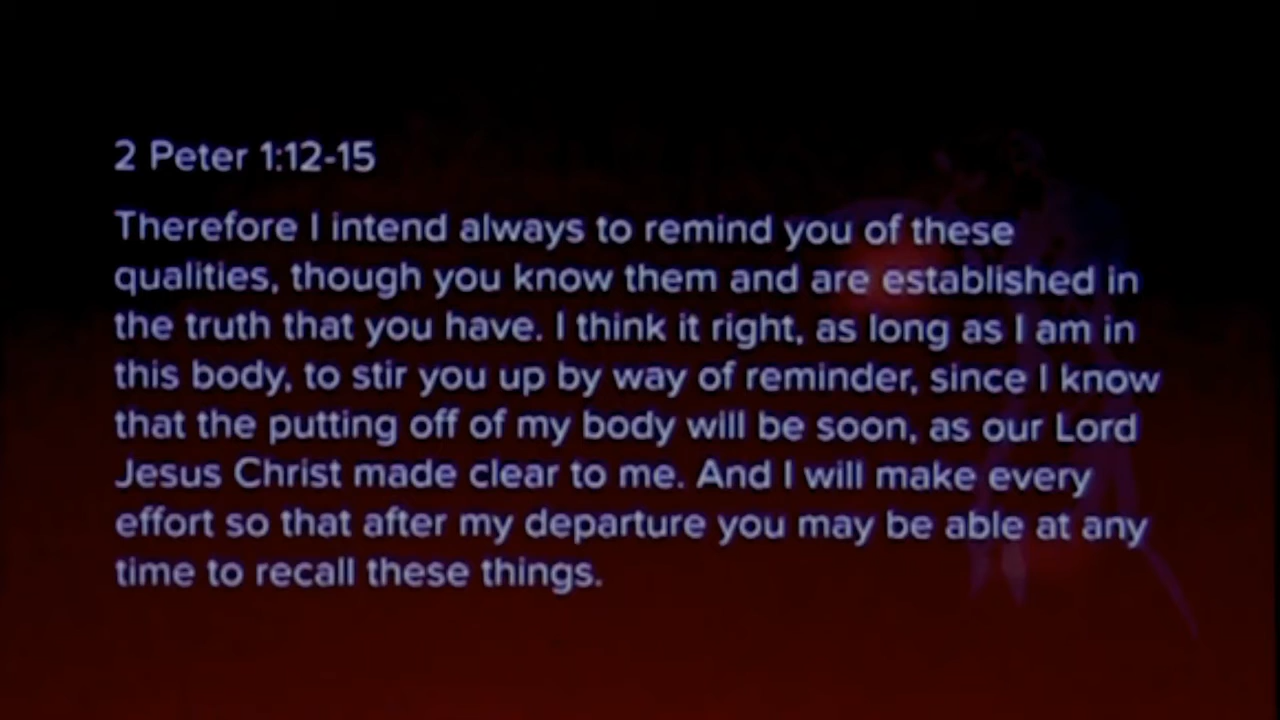 2 Peter 1:12-15
Therefore I intend always to remind you of these
qualities, though you know them and are established in
the truth that you have. I think it right, as long as I am in
this body, to stir you up by way of reminder, since I know
that the putting off of my body will be soon, as our Lord
Jesus Christ made clear to me. And I will make every
effort so that after my departure you may be able at any
time to recall these things.